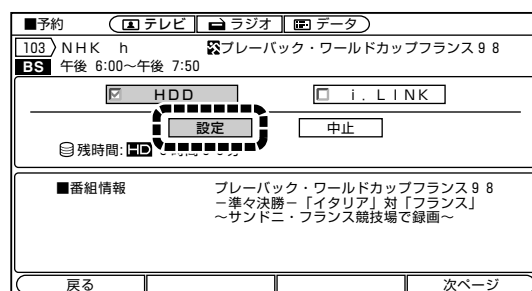 ■予約 テレビ ラジオ データ
103 NHK h プレーバック・ワールドカップフランス98
BS 午後 6:00～午後 7:50
HDD i.LINK
設定 中止
残時間: HD
■番組情報 プレーバック・ワールドカップフランス98
－準々決勝－「イタリア」対「フランス」
～サンドニ・フランス競技場で録画～
戻る 次ページ